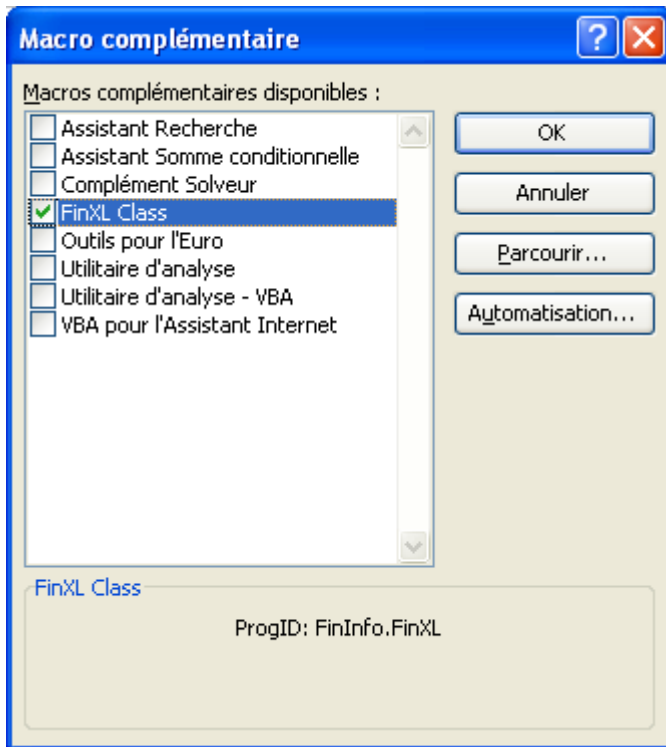 Macro complémentaire
Macros complémentaires disponibles :
Assistant Recherche
Assistant Somme conditionnelle
Complément Solveur
FinXL Class
Outils pour l'Euro
Utilitaire d'analyse
Utilitaire d'analyse - VBA
VBA pour l'Assistant Internet
OK
Annuler
Parcourir...
Automatisation...
FinXL Class
ProgID: FinInfo.FinXL